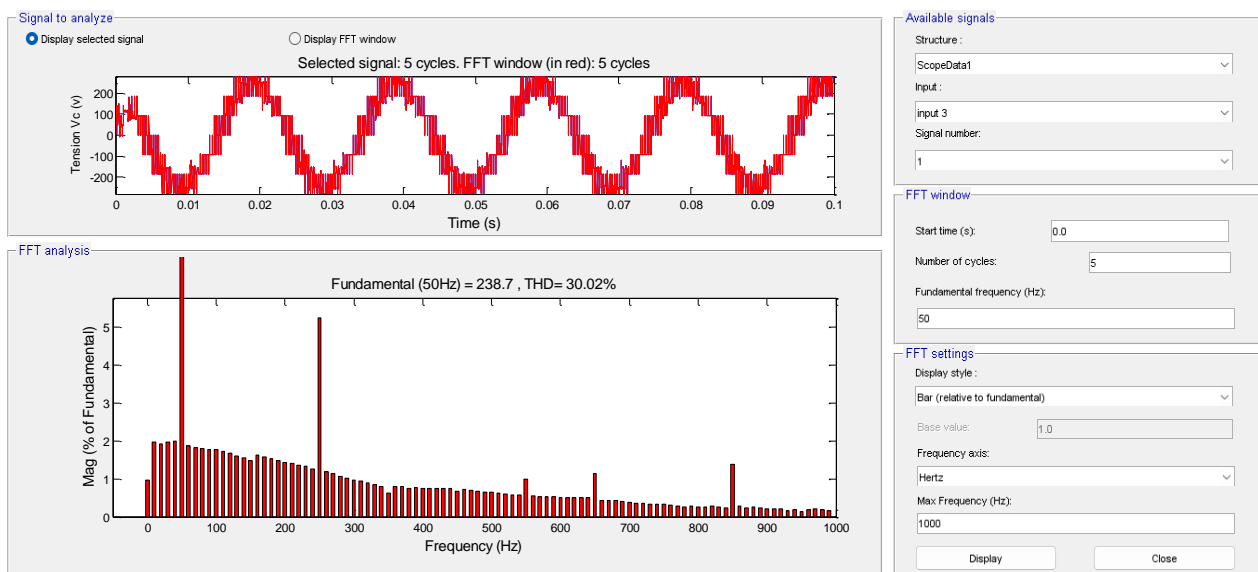 Signal to analyze
Display selected signal
Display FFT window
Selected signal: 5 cycles. FFT window (in red): 5 cycles
200
100
0
-100
-200
Tension Vc (v)
0 0.01 0.02 0.03 0.04 0.05 0.06 0.07 0.08 0.09 0.1
Time (s)
FFT analysis
Fundamental (50Hz) = 238.7 , THD= 30.02%
5
4
3
2
1
0
Mag (% of Fundamental)
0 100 200 300 400 500 600 700 800 900 1000
Frequency (Hz)
Available signals
Structure :
ScopeData1
Input :
input 3
Signal number:
1
FFT window
Start time (s):
0.0
Number of cycles:
5
Fundamental frequency (Hz):
50
FFT settings
Display style :
Bar (relative to fundamental)
Base value:
1.0
Frequency axis:
Hertz
Max Frequency (Hz):
1000
Display
Close